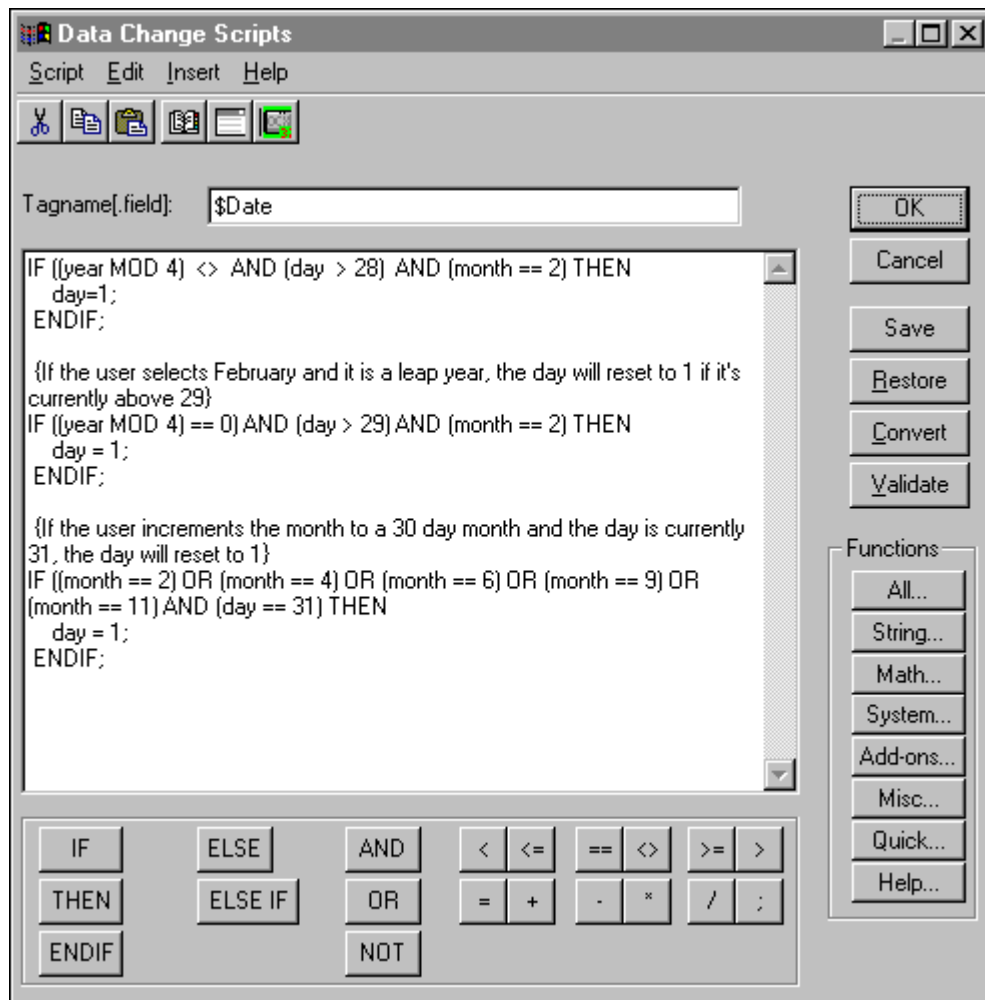 Data Change Scripts
Script Edit Insert Help
Tagname[.field]: $Date
OK
Cancel
Save
Restore
Convert
Validate
IF ((year MOD 4) <> AND (day > 28) AND (month == 2) THEN
day=1;
ENDIF;
{If the user selects February and it is a leap year, the day will reset to 1 if it's
currently above 29}
IF ((year MOD 4) == 0) AND (day > 29) AND (month == 2) THEN
day = 1;
ENDIF;
{If the user increments the month to a 30 day month and the day is currently
31, the day will reset to 1}
IF ((month == 2) OR (month == 4) OR (month == 6) OR (month == 9) OR
(month == 11) AND (day == 31) THEN
day = 1;
ENDIF;
Functions
All...
String...
Math...
System...
Add-ons...
Misc...
Quick...
Help...
IF ELSE AND < <= == <> >= >
THEN ELSE IF OR = + - * / ;
ENDIF NOT